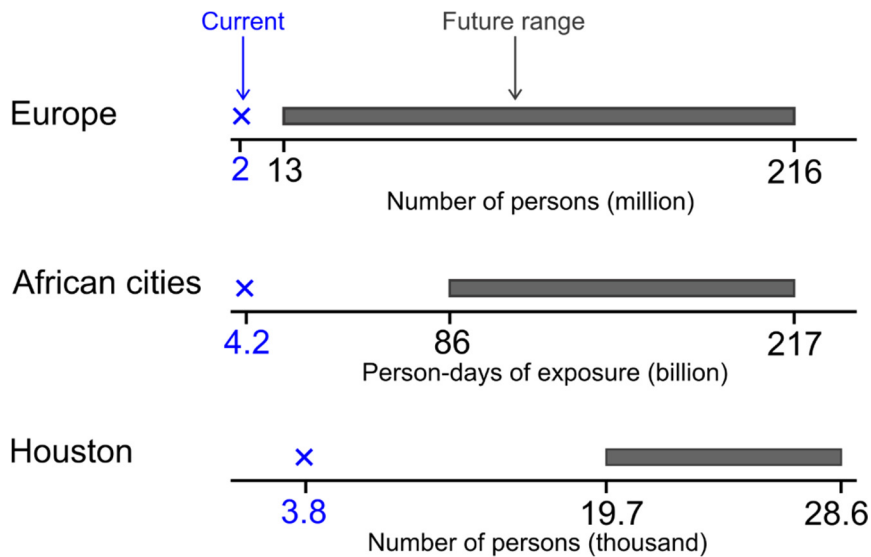 Current Future range
Europe
2 13 216
Number of persons (million)
African cities
4.2 86 217
Person-days of exposure (billion)
Houston
3.8 19.7 28.6
Number of persons (thousand)